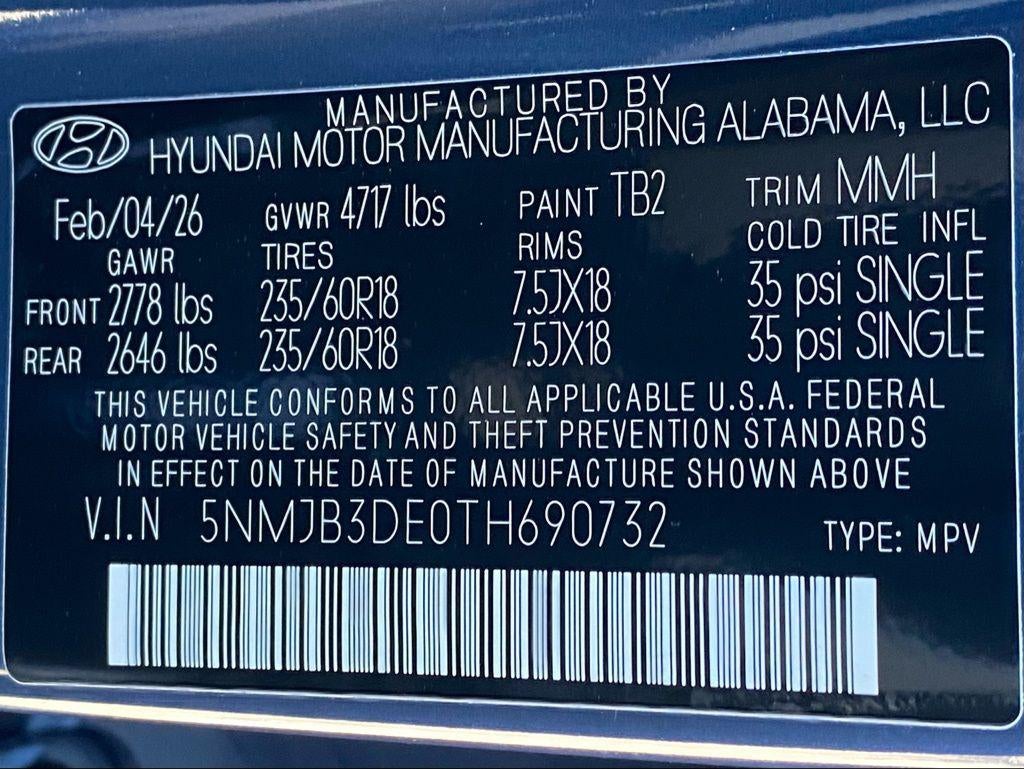 MANUFACTURED BY
HYUNDAI MOTOR MANUFACTURING ALABAMA, LLC
Feb/04/26 GVWR 4717 lbs PAINT TB2 TRIM MMH
GAWR TIRES RIMS COLD TIRE INFL
FRONT 2778 lbs 235/60R18 7.5JX18 35 psi SINGLE
REAR 2646 lbs 235/60R18 7.5JX18 35 psi SINGLE
THIS VEHICLE CONFORMS TO ALL APPLICABLE U.S.A. FEDERAL
MOTOR VEHICLE SAFETY AND THEFT PREVENTION STANDARDS
IN EFFECT ON THE DATE OF MANUFACTURE SHOWN ABOVE
V.I.N 5NMJB3DE0TH690732 TYPE: MPV